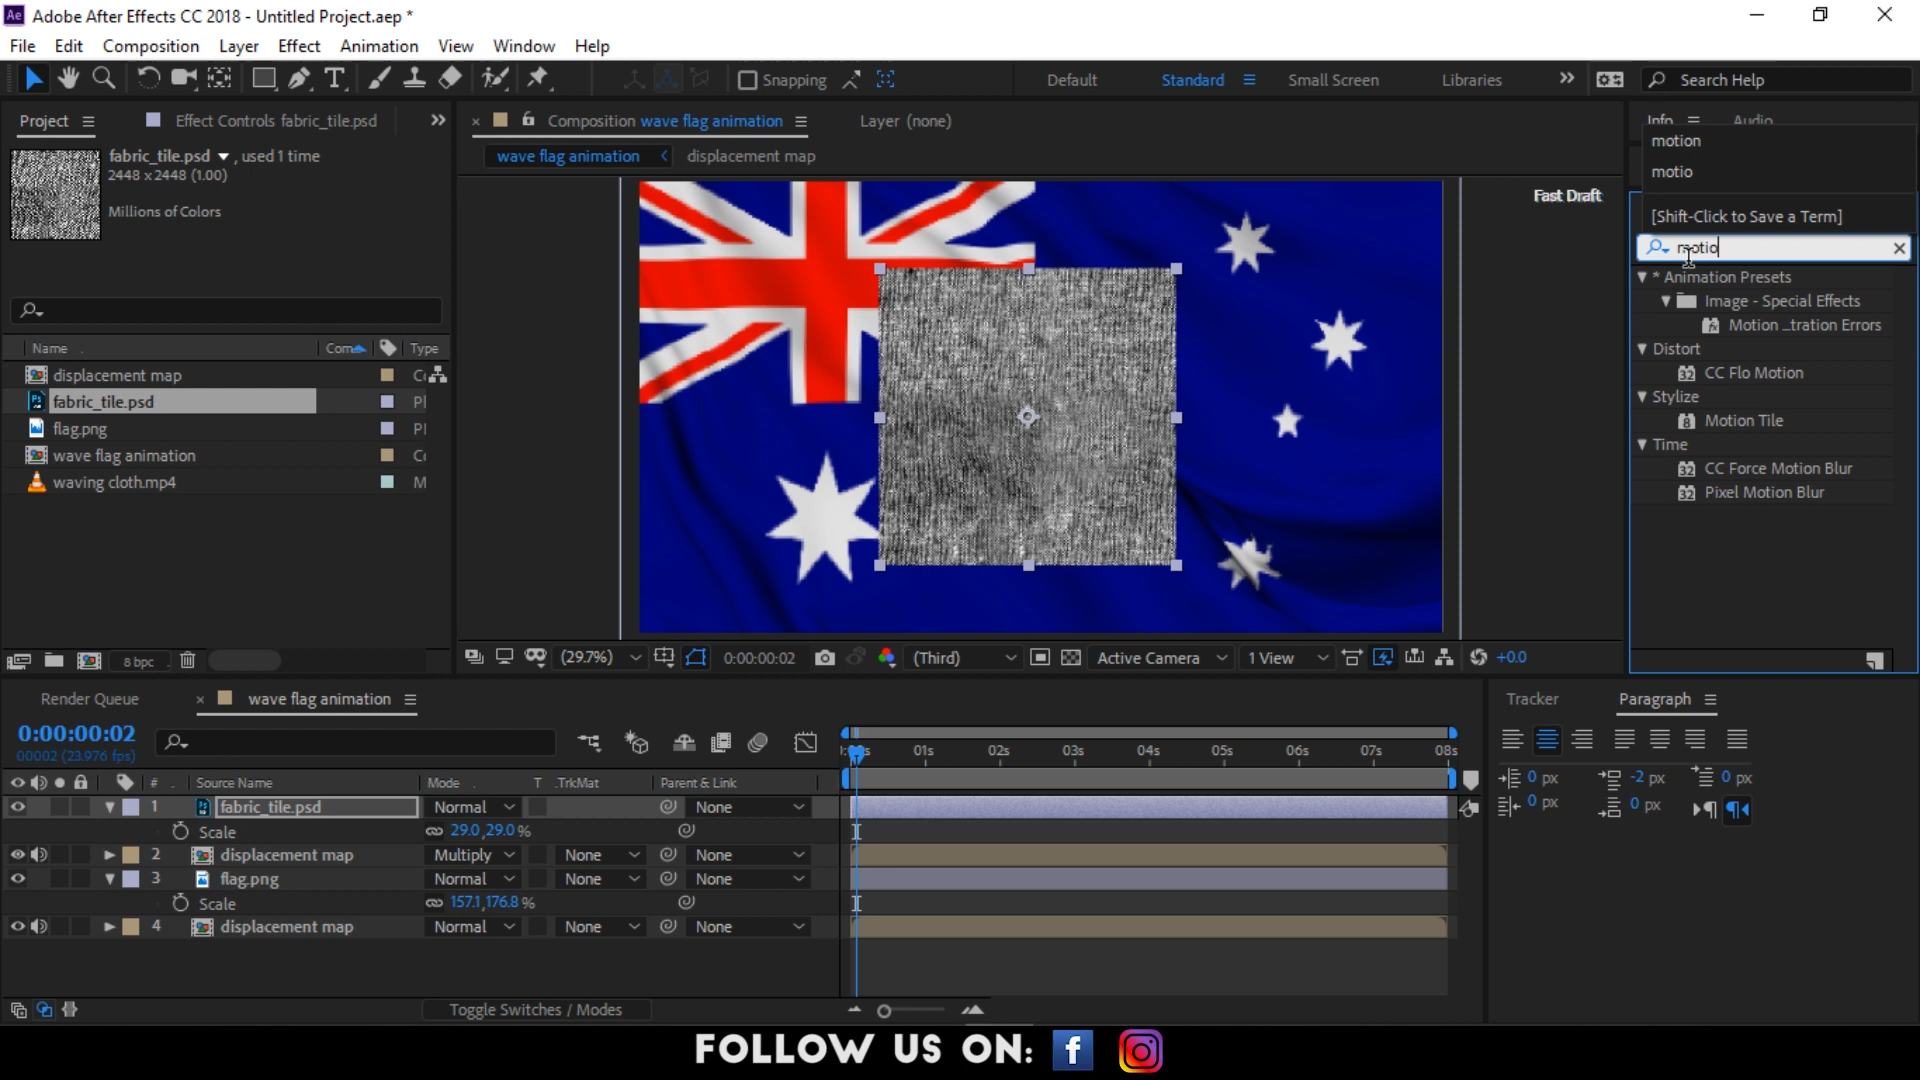 Adobe After Effects CC 2018 - Untitled Project.aep *
File Edit Composition Layer Effect Animation View Window Help
Snapping Default Standard Small Screen Libraries Search Help
Project Effect Controls fabric_tile.psd
Composition wave flag animation Layer (none)
Info Audio
fabric_tile.psd , used 1 time
2448 x 2448 (1.00)
Millions of Colors
wave flag animation displacement map
Fast Draft
motion
motio
[Shift-Click to Save a Term]
motio
* Animation Presets
Image - Special Effects
Motion ...tration Errors
Distort
CC Flo Motion
Stylize
Motion Tile
Time
CC Force Motion Blur
Pixel Motion Blur
Name Com Type
displacement map
fabric_tile.psd
flag.png
wave flag animation
waving cloth.mp4 M
8 bpc
(29.7%) 0:00:00:02 (Third) Active Camera 1 View +0.0
Render Queue wave flag animation
0:00:00:02
00002 (23.976 fps)
01s 02s 03s 04s 05s 06s 07s 08s
# Source Name Mode T .TrkMat Parent & Link
1 fabric_tile.psd Normal None
Scale 29.0,29.0 %
2 displacement map Multiply None None
3 flag.png Normal None None
Scale 157.1,176.8 %
4 displacement map Normal None None
Toggle Switches / Modes
Tracker Paragraph
0 px -2 px 0 px
0 px 0 px
FOLLOW US ON: